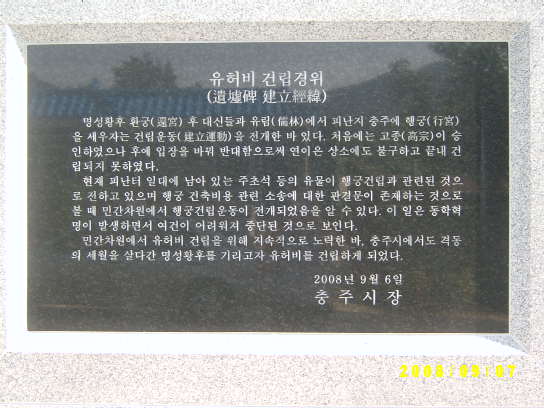 유허비 건립경위
(遺墟碑 建立經緯)
명성황후 환궁(還宮) 후 대신들과 유림(儒林)에서 피난지 충주에 행궁(行宮)
을 세우자는 건립운동(建立運動)을 전개한 바 있다. 처음에는 고종(高宗)이 승
인하였으나 후에 입장을 바꿔 반대함으로써 연이은 상소에도 불구하고 끝내 건
립되지 못하였다.
현재 피난터 일대에 남아 있는 주초석 등의 유물이 행궁건립과 관련된 것으
로 전하고 있으며 행궁 건축비용 관련 소송에 대한 판결문이 존재하는 것으로
볼 때 민간차원에서 행궁건립운동이 전개되었음을 알 수 있다. 이 일은 동학혁
명이 발생하면서 여건이 어려워져 중단된 것으로 보인다.
민간차원에서 유허비 건립을 위해 지속적으로 노력한 바, 충주시에서도 격동
의 세월을 살다간 명성황후를 기리고자 유허비를 건립하게 되었다.
2008년 9월 6일
충주시장
2008/09/07